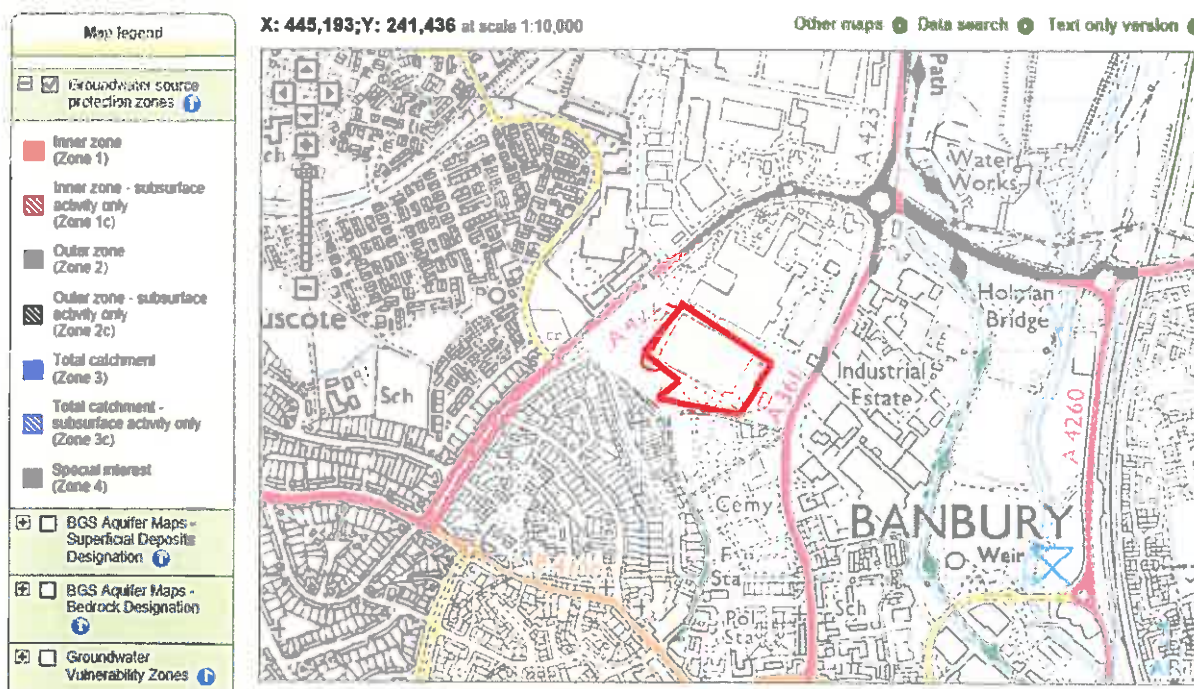 Map legend
X: 445,193;Y: 241,436 at scale 1:10,000
Other maps
Data search
Text only version
Groundwater source
protection zones
Inner zone
(Zone 1)
Inner zone - subsurface
activity only
(Zone 1c)
Outer zone
(Zone 2)
Outer zone - subsurface
activity only
(Zone 2c)
Total catchment
(Zone 3)
Total catchment -
subsurface activity only
(Zone 3c)
Special interest
(Zone 4)
BGS Aquifer Maps -
Superficial Deposits
Designation
BGS Aquifer Maps -
Bedrock Designation
Groundwater
Vulnerability Zones
Path
A 423
Water
Works
Holman
Bridge
uscote
Sch
Industrial
Estate
A 361
A 4260
Cemy
BANBURY
Weir
Sta
Pol
Sta
Sch